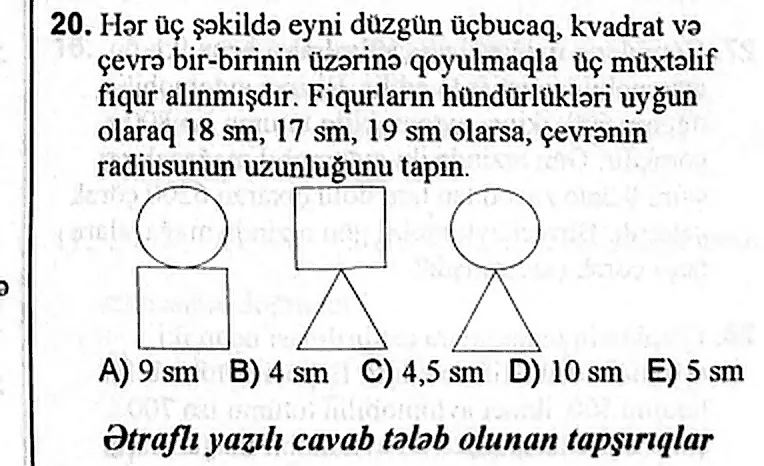 20. Hər üç şəkildə eyni düzgün üçbucaq, kvadrat və
çevrə bir-birinin üzərinə qoyulmaqla üç müxtəlif
fiqur alınmışdır. Fiqurların hündürlükləri uyğun
olaraq 18 sm, 17 sm, 19 sm olarsa, çevrənin
radiusunun uzunluğunu tapın.
A) 9 sm B) 4 sm C) 4,5 sm D) 10 sm E) 5 sm
Ətraflı yazılı cavab tələb olunan tapşırıqlar